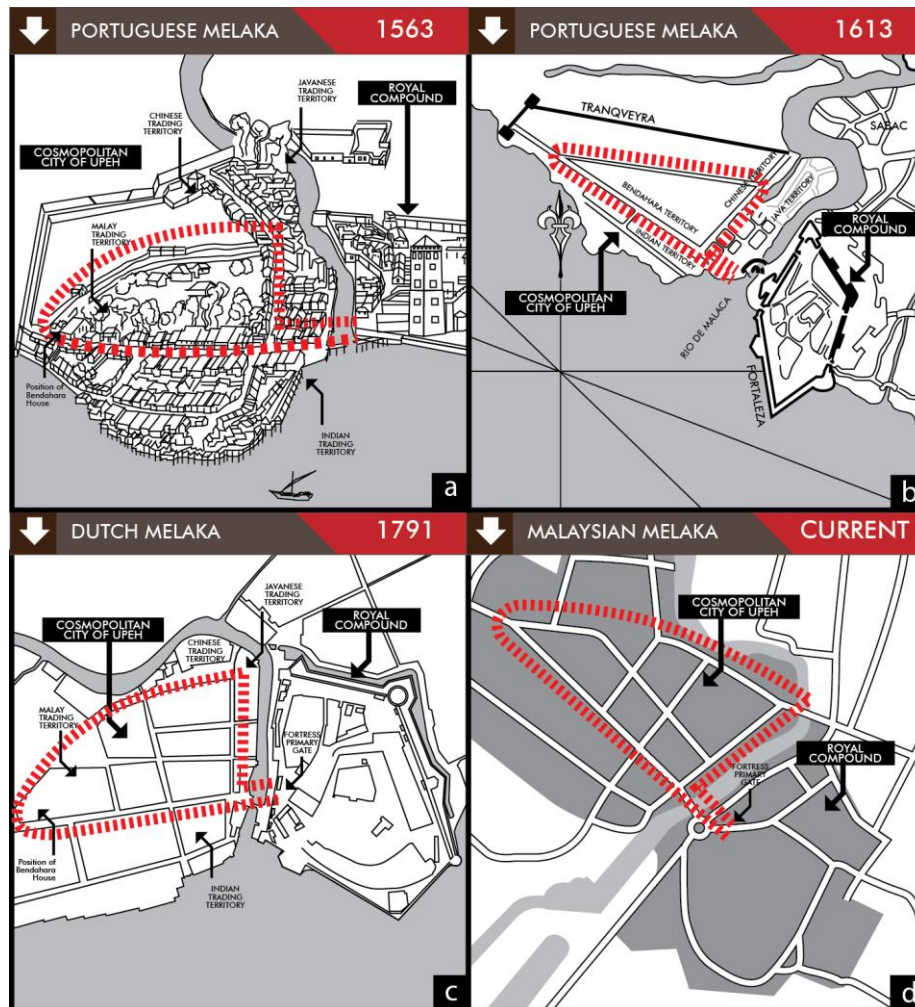 PORTUGUESE MELAKA 1563
CHINESE
TRADING
TERRITORY
JAVANESE
TRADING
TERRITORY
ROYAL
COMPOUND
COSMOPOLITAN
CITY OF UPEH
MALAY
TRADING
TERRITORY
Position of
Bendahara
House
INDIAN
TRADING
TERRITORY
a
PORTUGUESE MELAKA 1613
TRANQVEYRA
SABAC
CHINESE TERRITORY
BENDAHARA TERRITORY
JAVA TERRITORY
INDIAN TERRITORY
ROYAL
COMPOUND
COSMOPOLITAN
CITY OF UPEH
RIO DE MALACA
FORTALEZA
b
DUTCH MELAKA 1791
JAVANESE
TRADING
TERRITORY
COSMOPOLITAN
CITY OF UPEH
ROYAL
COMPOUND
CHINESE
TRADING
TERRITORY
MALAY
TRADING
TERRITORY
FORTRESS
PRIMARY
GATE
Position of
Bendahara
House
INDIAN
TRADING
TERRITORY
c
MALAYSIAN MELAKA CURRENT
COSMOPOLITAN
CITY OF UPEH
ROYAL
COMPOUND
FORTRESS
PRIMARY
GATE
d